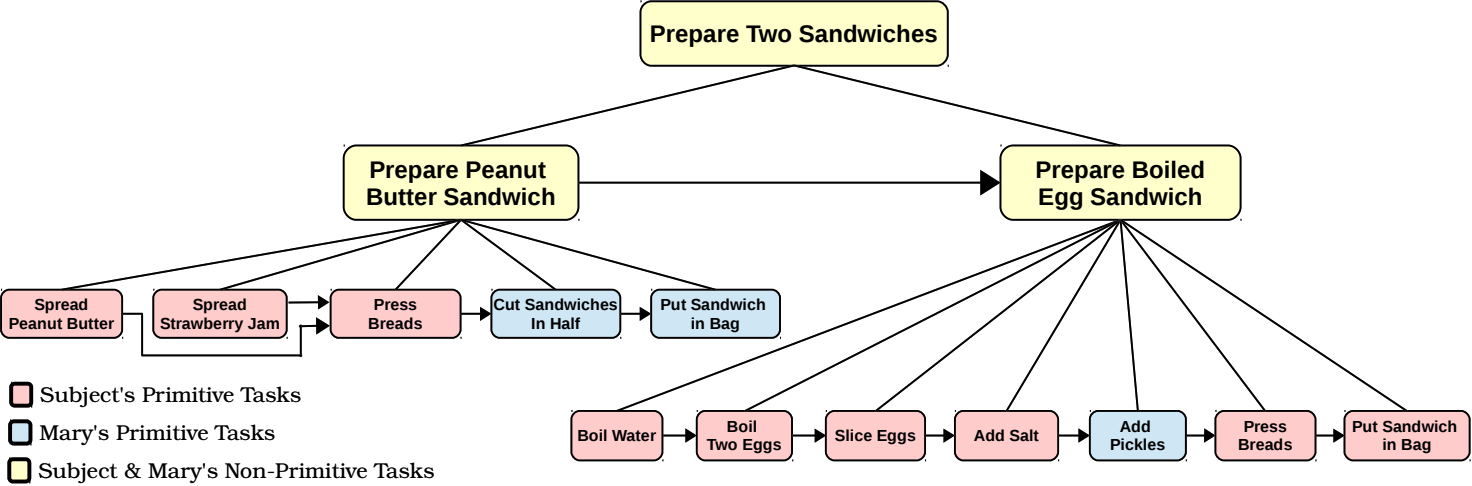 Prepare Two Sandwiches
Prepare Peanut
Butter Sandwich
Prepare Boiled
Egg Sandwich
Spread
Peanut Butter
Spread
Strawberry Jam
Press
Breads
Cut Sandwiches
In Half
Put Sandwich
in Bag
Subject's Primitive Tasks
Mary's Primitive Tasks
Subject & Mary's Non-Primitive Tasks
Boil Water
Boil
Two Eggs
Slice Eggs
Add Salt
Add
Pickles
Press
Breads
Put Sandwich
in Bag